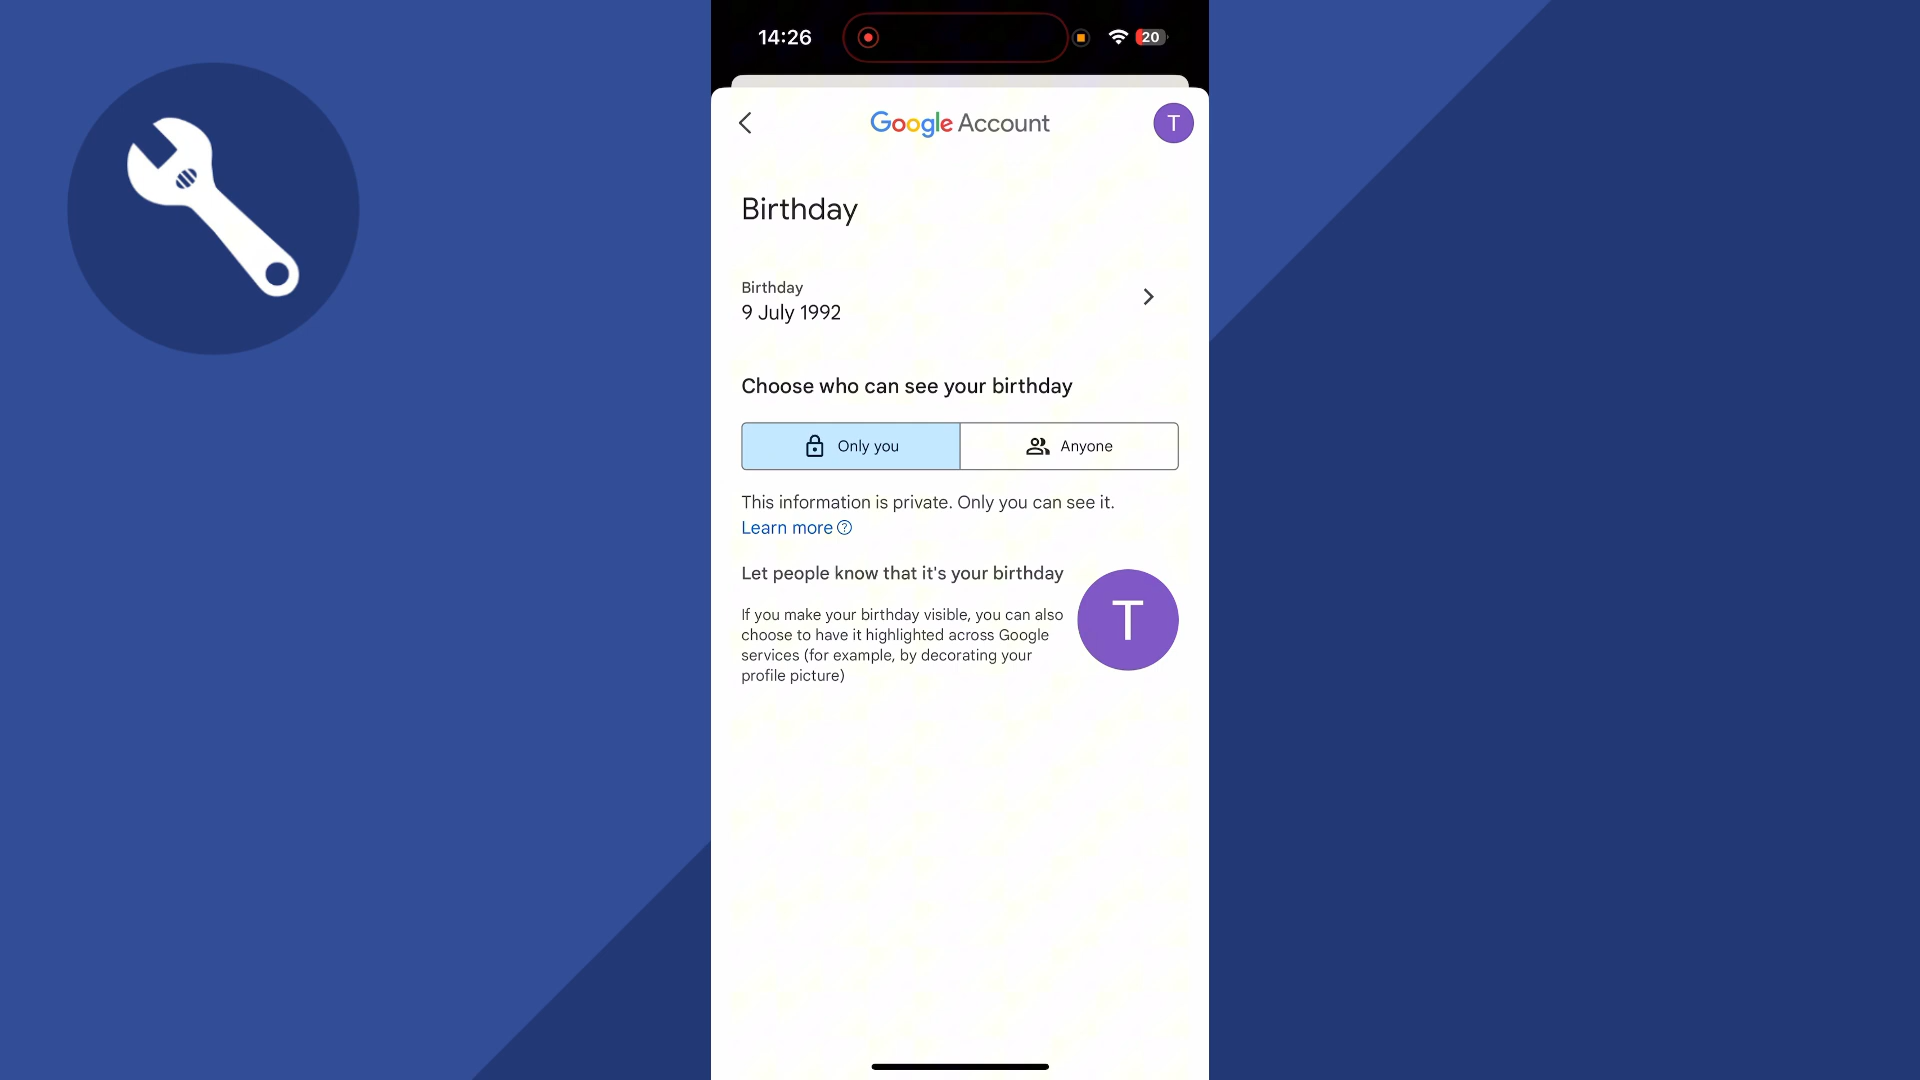 14:26
20
Google Account
T
Birthday
Birthday
9 July 1992
Choose who can see your birthday
Only you
Anyone
This information is private. Only you can see it.
Learn more
Let people know that it's your birthday
If you make your birthday visible, you can also
choose to have it highlighted across Google
services (for example, by decorating your
profile picture)
T